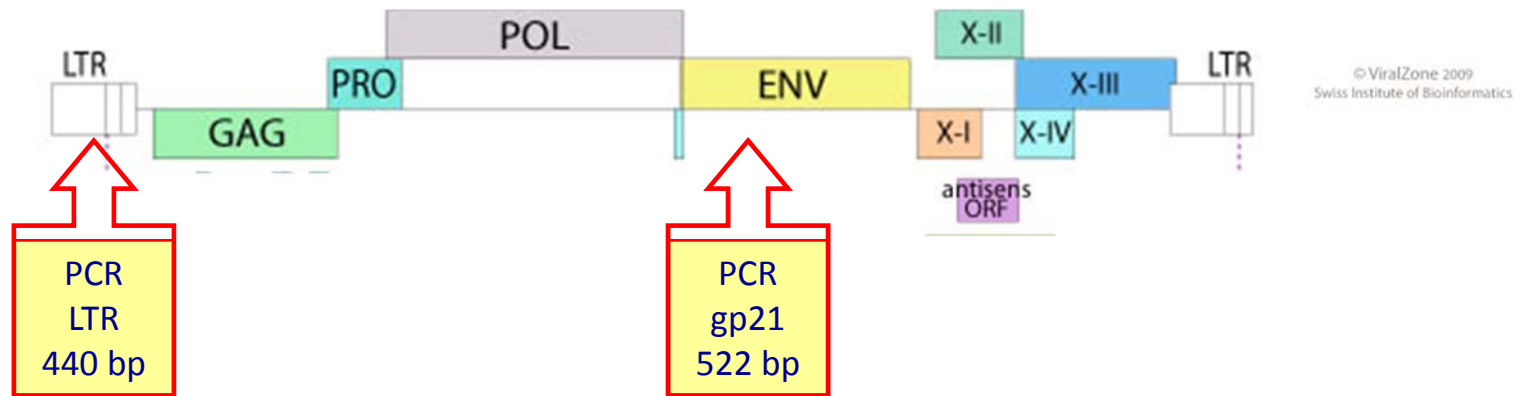 LTR
GAG
PRO
POL
ENV
X-I
X-II
X-III
X-IV
antisens
ORF
LTR
© ViralZone 2009
Swiss Institute of Bioinformatics
PCR
LTR
440 bp
PCR
gp21
522 bp